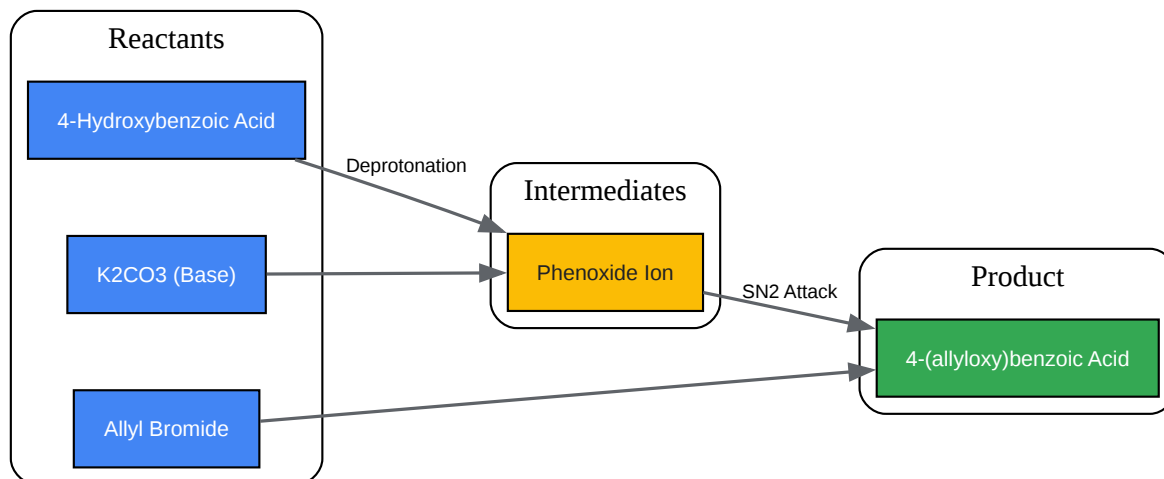 Reactants
4-Hydroxybenzoic Acid
Deprotonation
Intermediates
K2CO3 (Base)
Phenoxide Ion
SN2 Attack
Product
4-(allyloxy)benzoic Acid
Allyl Bromide